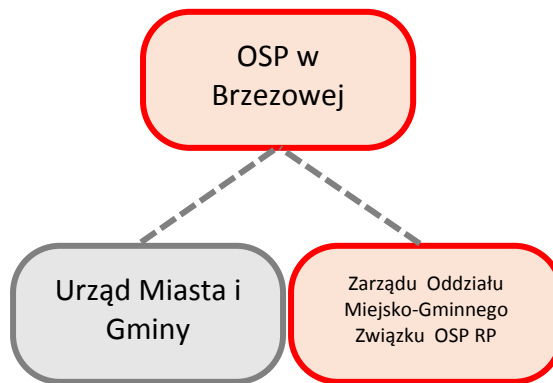 OSP w
Brzezowej
Urząd Miasta i
Gminy
Zarządu Oddziału
Miejsko-Gminnego
Związku OSP RP